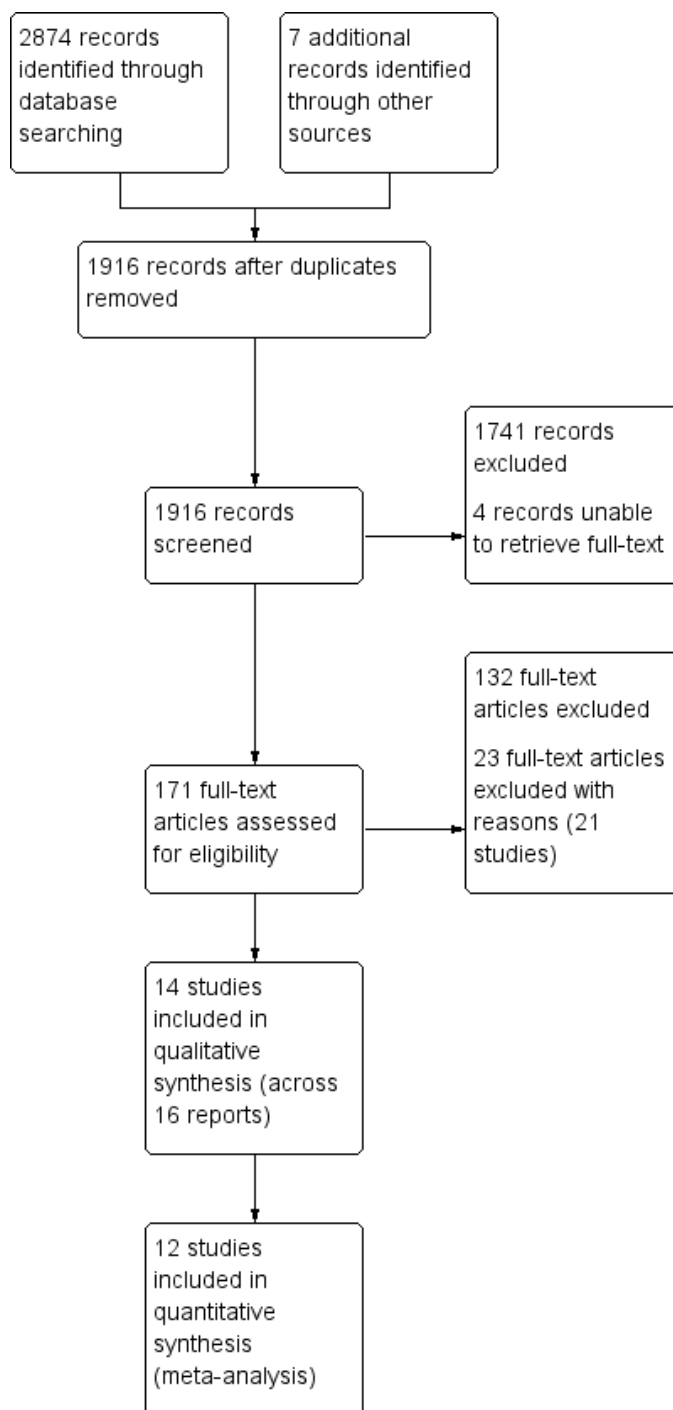 2874 records
identified through
database
searching
7 additional
records identified
through other
sources
1916 records after duplicates
removed
1741 records
excluded
4 records unable
to retrieve full-text
1916 records
screened
132 full-text
articles excluded
23 full-text articles
excluded with
reasons (21
studies)
171 full-text
articles assessed
for eligibility
14 studies
included in
qualitative
synthesis (across
16 reports)
12 studies
included in
quantitative
synthesis
(meta-analysis)